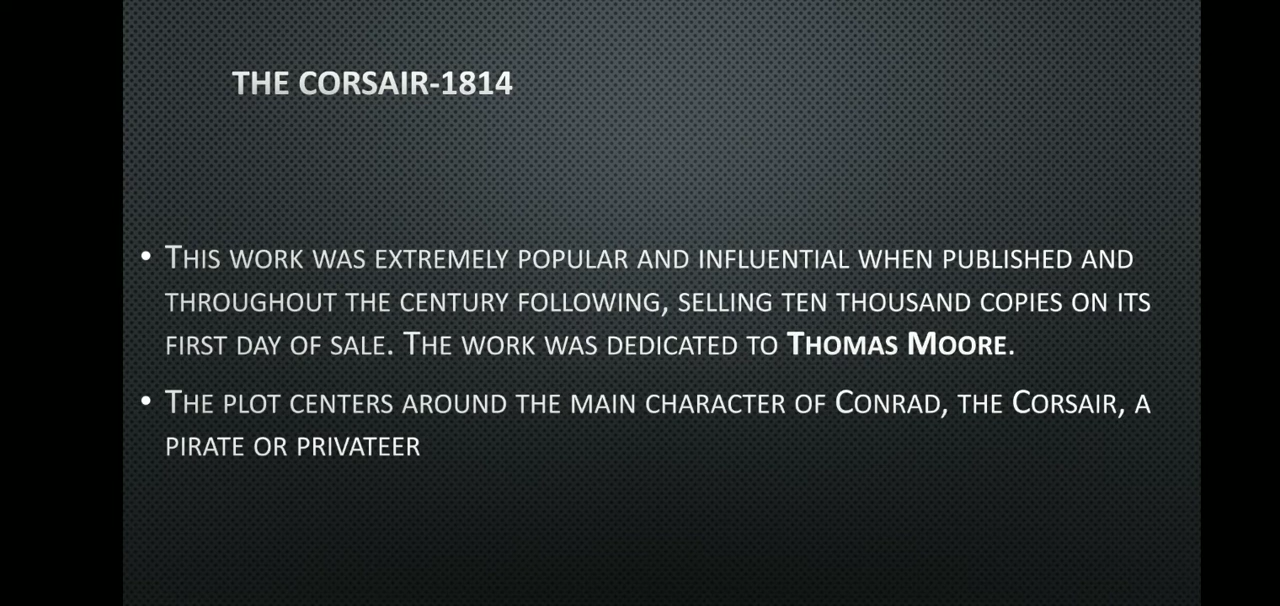 THE CORSAIR-1814
• THIS WORK WAS EXTREMELY POPULAR AND INFLUENTIAL WHEN PUBLISHED AND
THROUGHOUT THE CENTURY FOLLOWING, SELLING TEN THOUSAND COPIES ON ITS
FIRST DAY OF SALE. THE WORK WAS DEDICATED TO THOMAS MOORE.
• THE PLOT CENTERS AROUND THE MAIN CHARACTER OF CONRAD, THE CORSAIR, A
PIRATE OR PRIVATEER